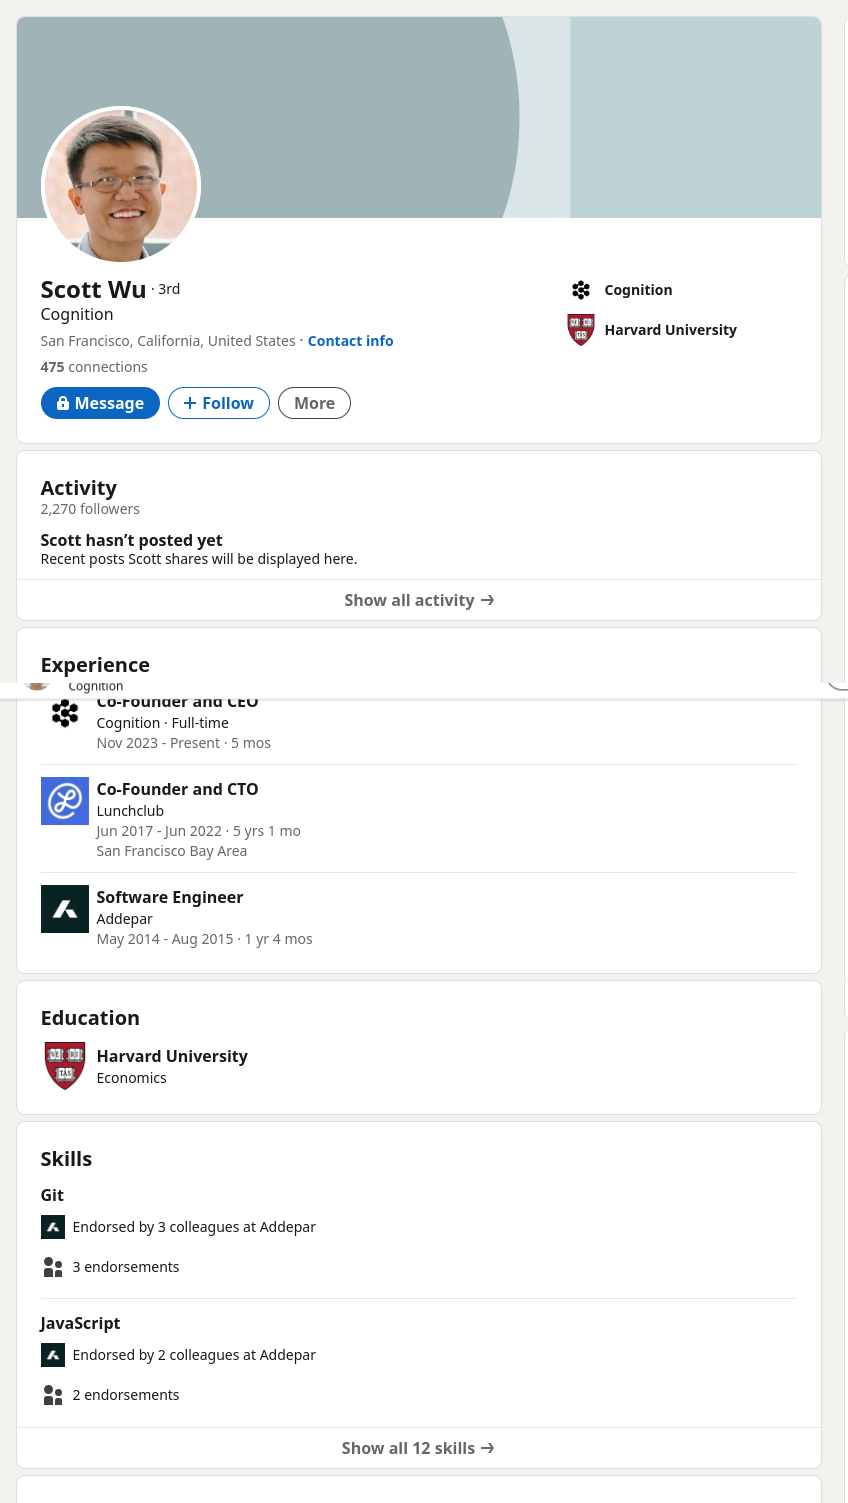 Scott Wu · 3rd
Cognition
San Francisco, California, United States · Contact info
475 connections
Message
Follow
More
Cognition
Harvard University
Activity
2,270 followers
Scott hasn’t posted yet
Recent posts Scott shares will be displayed here.
Show all activity →
Experience
Cognition
Co-Founder and CEO
Cognition · Full-time
Nov 2023 - Present · 5 mos
Co-Founder and CTO
Lunchclub
Jun 2017 - Jun 2022 · 5 yrs 1 mo
San Francisco Bay Area
Software Engineer
Addepar
May 2014 - Aug 2015 · 1 yr 4 mos
Education
Harvard University
Economics
Skills
Git
Endorsed by 3 colleagues at Addepar
3 endorsements
JavaScript
Endorsed by 2 colleagues at Addepar
2 endorsements
Show all 12 skills →